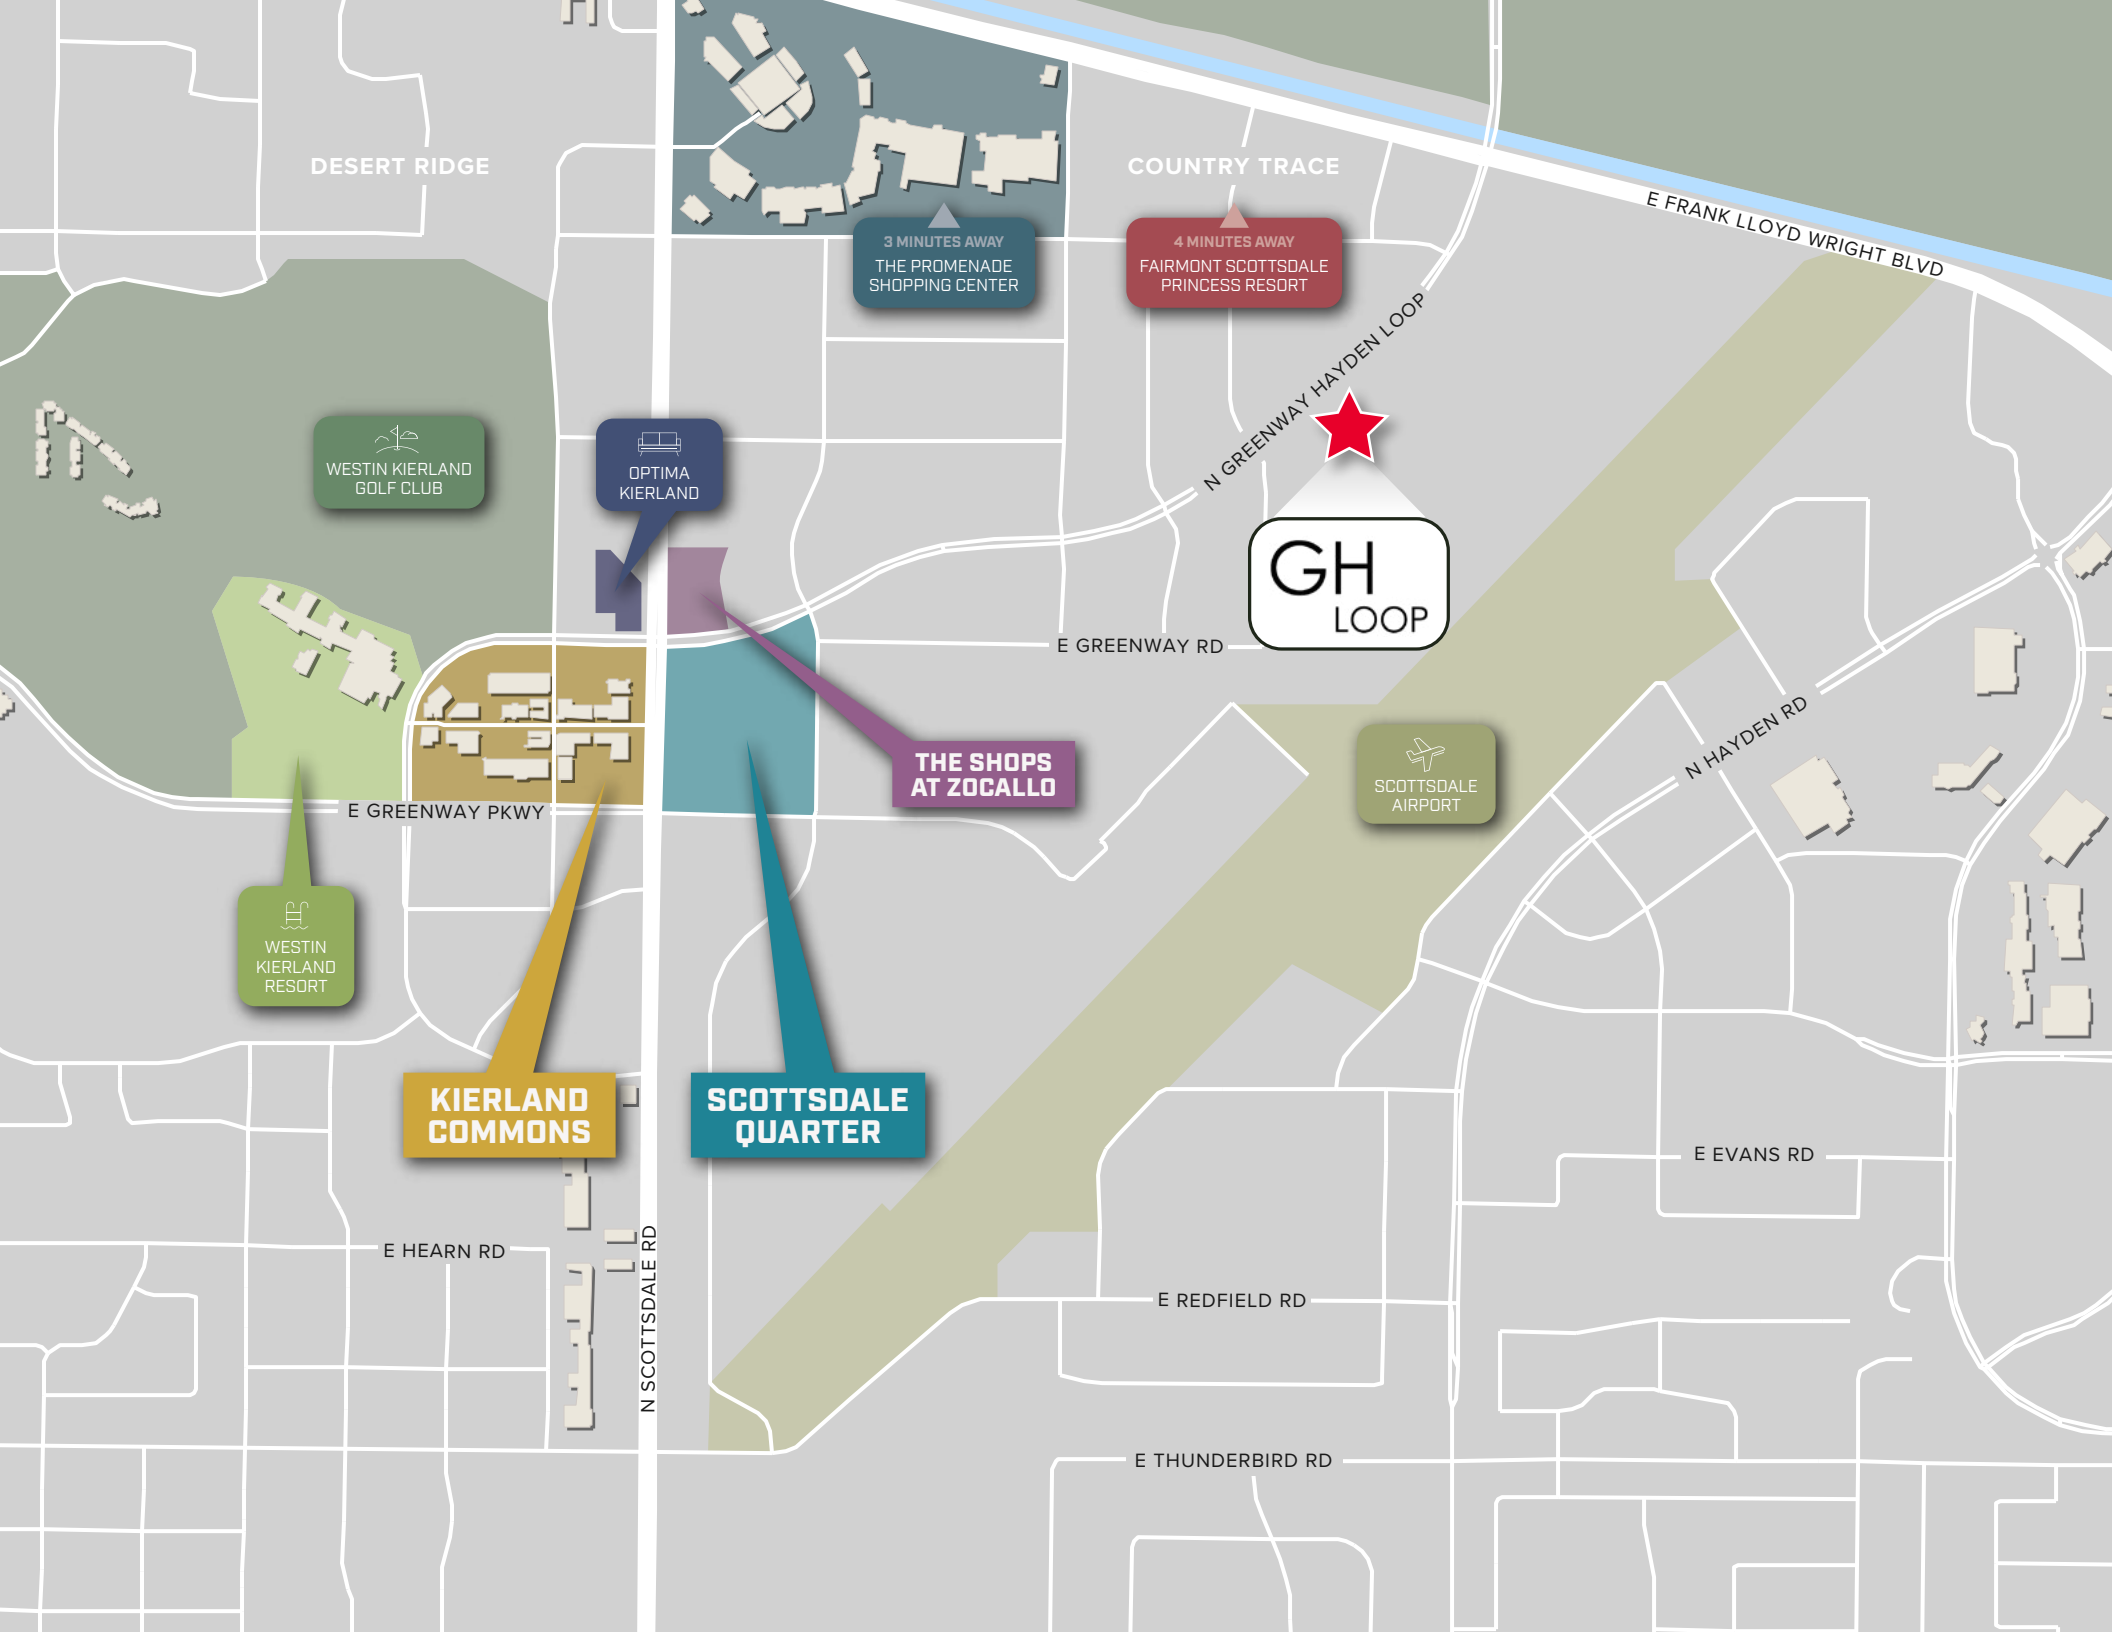 DESERT RIDGE
COUNTRY TRACE
E FRANK LLOYD WRIGHT BLVD
3 MINUTES AWAY
THE PROMENADE
SHOPPING CENTER
4 MINUTES AWAY
FAIRMONT SCOTTSDALE
PRINCESS RESORT
N GREENWAY HAYDEN LOOP
WESTIN KIERLAND
GOLF CLUB
OPTIMA
KIERLAND
GH
LOOP
E GREENWAY RD
N HAYDEN RD
THE SHOPS
AT ZOCALLO
SCOTTSDALE
AIRPORT
E GREENWAY PKWY
WESTIN
KIERLAND
RESORT
KIERLAND
COMMONS
SCOTTSDALE
QUARTER
E EVANS RD
E HEARN RD
N SCOTTSDALE RD
E REDFIELD RD
E THUNDERBIRD RD